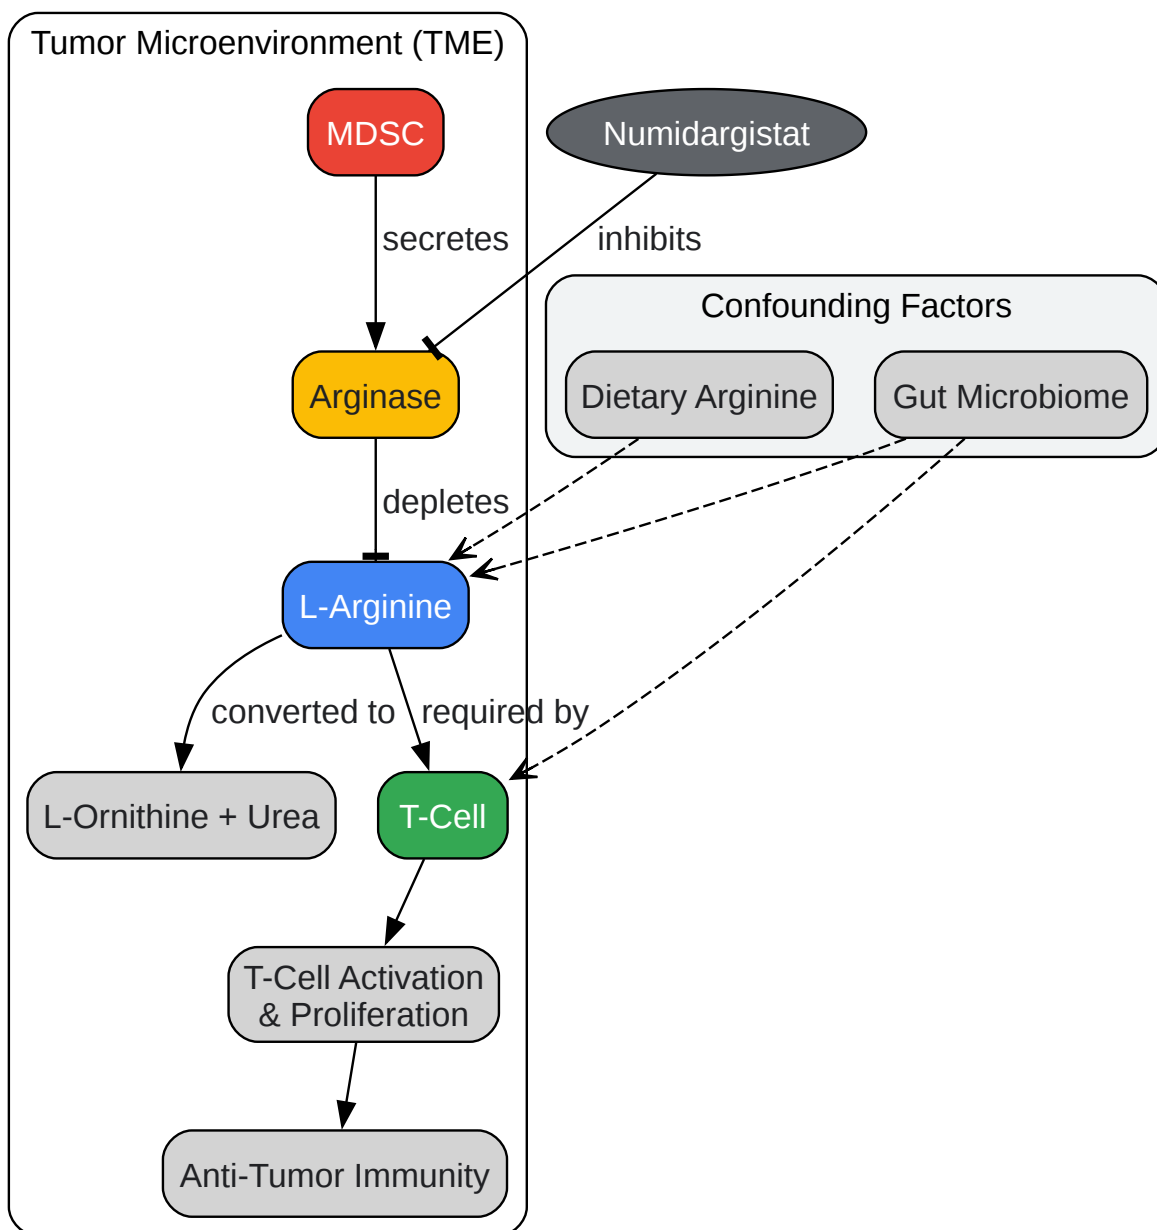 Tumor Microenvironment (TME)
MDSC
Numidargistat
secretes
inhibits
Confounding Factors
Arginase
Dietary Arginine
Gut Microbiome
depletes
L-Arginine
converted to
required by
L-Ornithine + Urea
T-Cell
T-Cell Activation
& Proliferation
Anti-Tumor Immunity